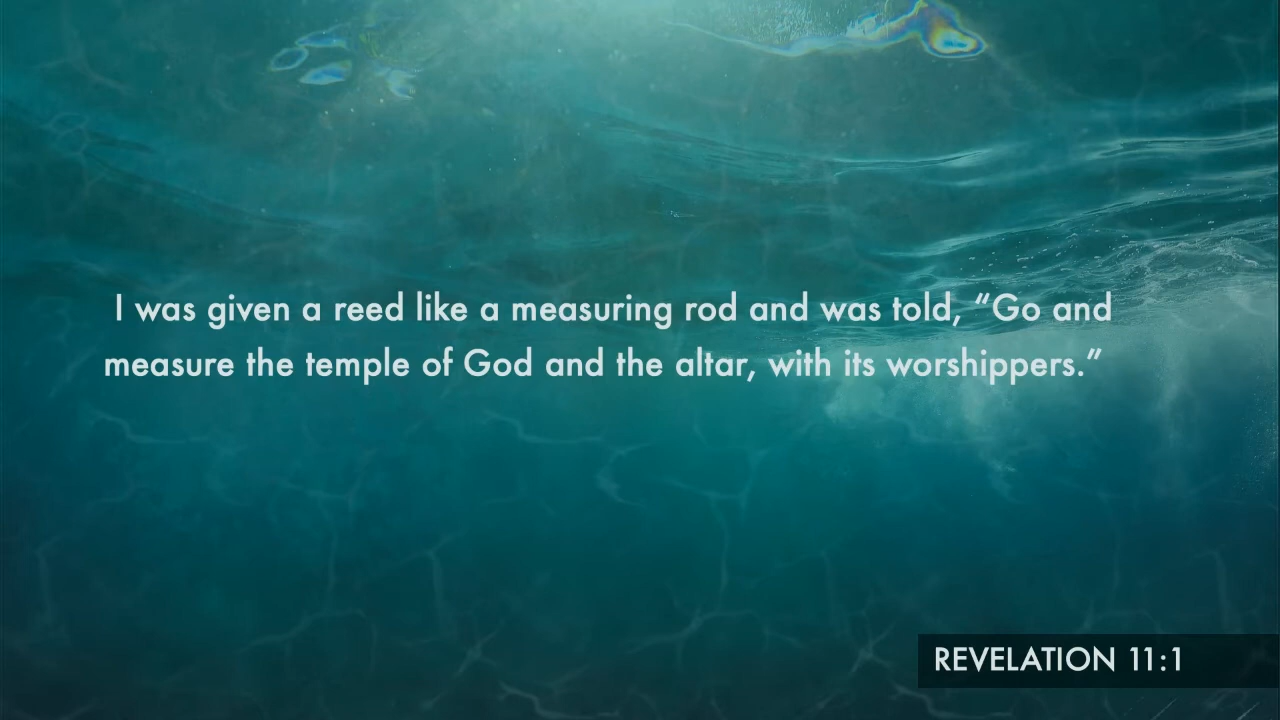 I was given a reed like a measuring rod and was told, “Go and
measure the temple of God and the altar, with its worshippers.”
REVELATION 11:1